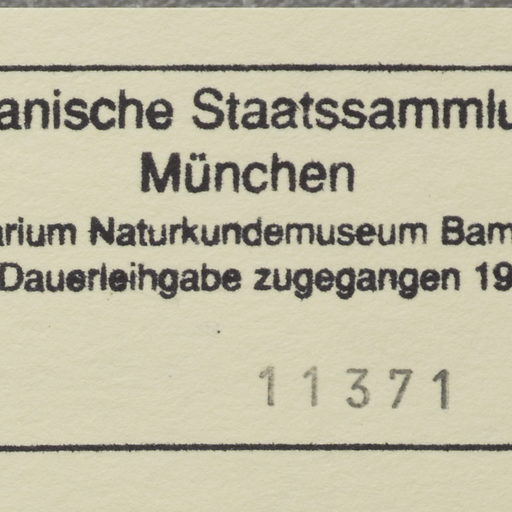 anische Staatssammlu
München
arium Naturkundemuseum Bam
Dauerleihgabe zugegangen 19
11371